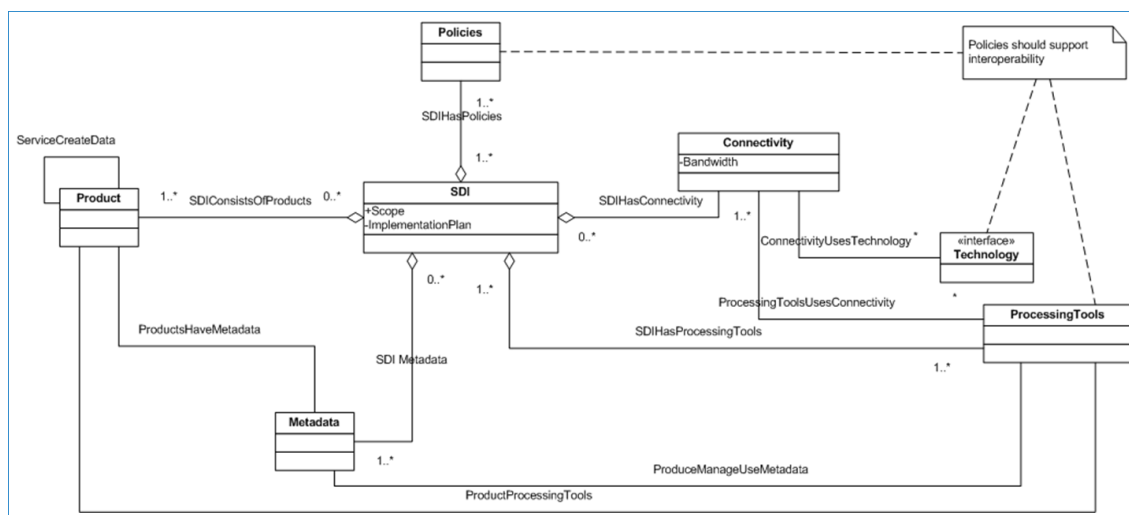 Policies
Policies should support
interoperability
1..*
SDIHasPolicies
1..*
ServiceCreateData
Connectivity
-Bandwidth
Product
1..*
SDIConsistsOfProducts
0..*
SDI
+Scope
-ImplementationPlan
SDIHasConnectivity
0..*
1..*
ConnectivityUsesTechnology
*
«interface»
Technology
0..*
1..*
*
ProcessingToolsUsesConnectivity
ProcessingTools
ProductsHaveMetadata
SDIHasProcessingTools
SDI Metadata
1..*
Metadata
1..*
ProduceManageUseMetadata
ProductProcessingTools